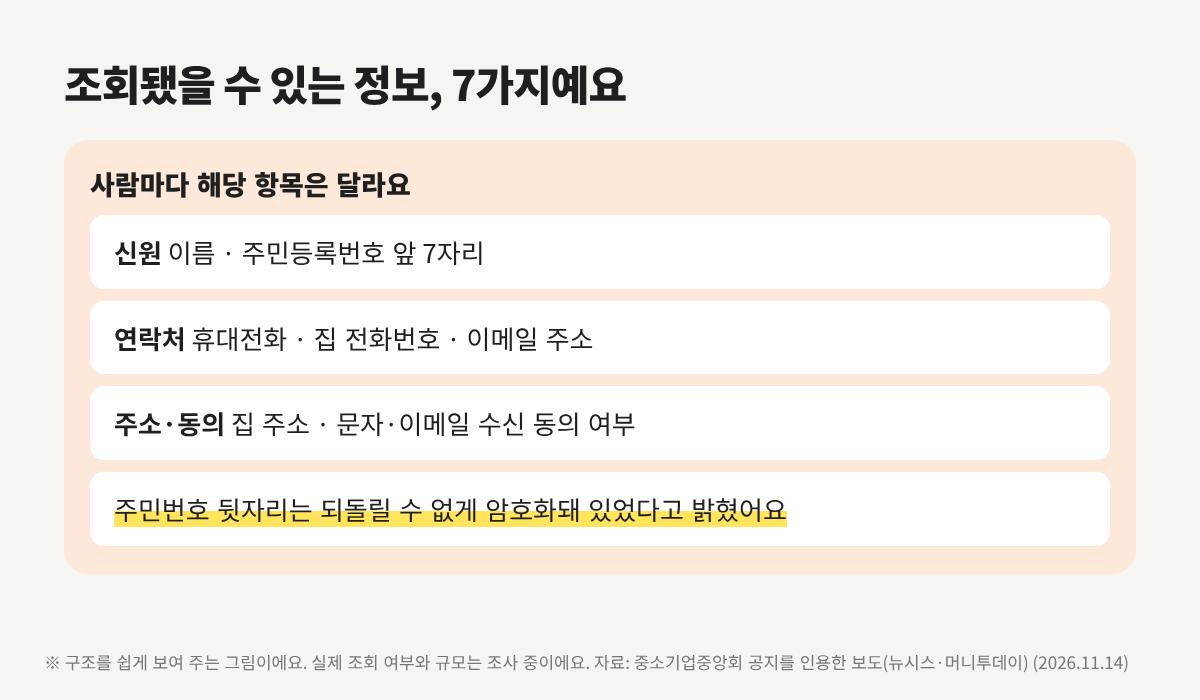 조회됐을 수 있는 정보, 7가지예요
사람마다 해당 항목은 달라요
신원 이름 · 주민등록번호 앞 7자리
연락처 휴대전화 · 집 전화번호 · 이메일 주소
주소·동의 집 주소 · 문자·이메일 수신 동의 여부
주민번호 뒷자리는 되돌릴 수 없게 암호화돼 있었다고 밝혔어요
※ 구조를 쉽게 보여 주는 그림이에요. 실제 조회 여부와 규모는 조사 중이에요. 자료: 중소기업중앙회 공지를 인용한 보도(뉴시스·머니투데이) (2026.11.14)